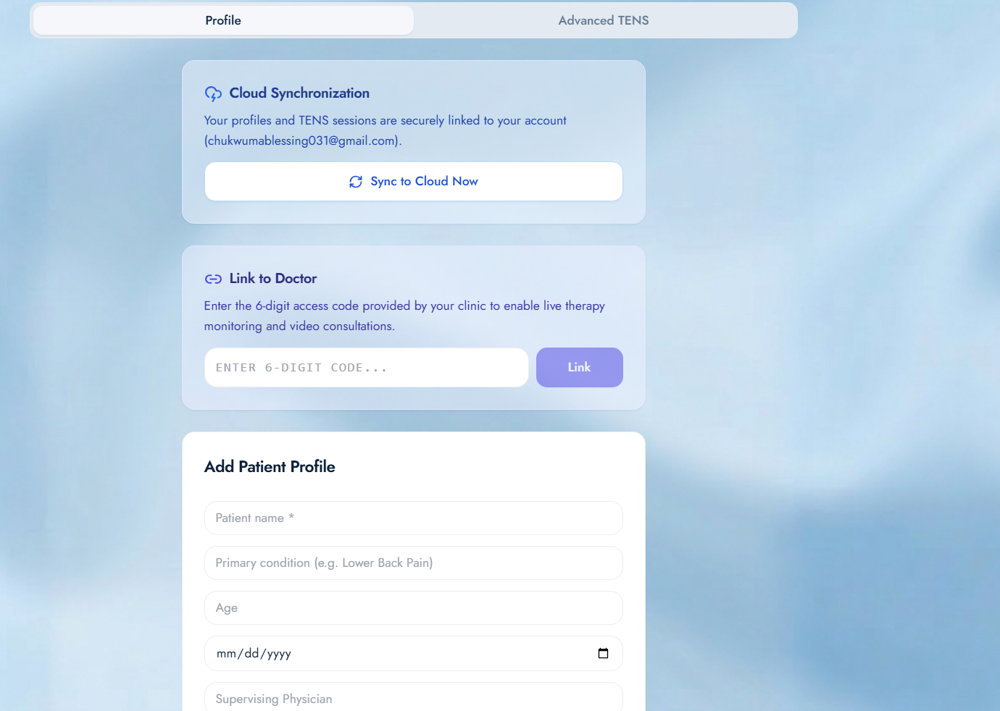 Profile
Advanced TENS
Cloud Synchronization
Your profiles and TENS sessions are securely linked to your account
(chukwumablessing031@gmail.com).
Sync to Cloud Now
Link to Doctor
Enter the 6-digit access code provided by your clinic to enable live therapy
monitoring and video consultations.
ENTER 6-DIGIT CODE...
Link
Add Patient Profile
Patient name *
Primary condition (e.g. Lower Back Pain)
Age
mm/dd/yyyy
Supervising Physician